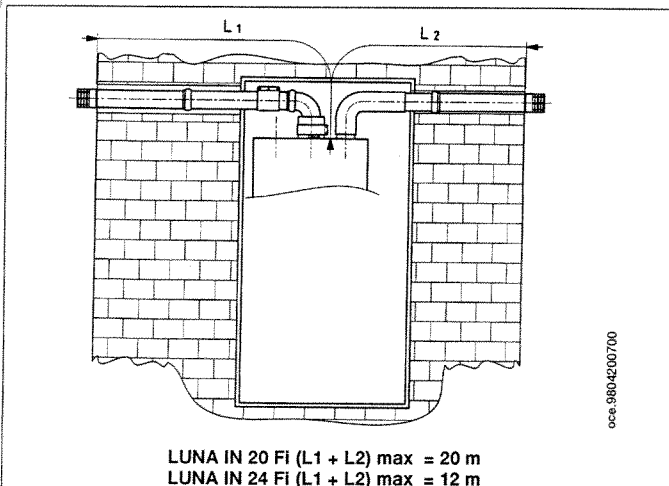 L1
L2
oce.9804200700
LUNA IN 20 Fi (L1 + L2) max = 20 m
LUNA IN 24 Fi (L1 + L2) max = 12 m